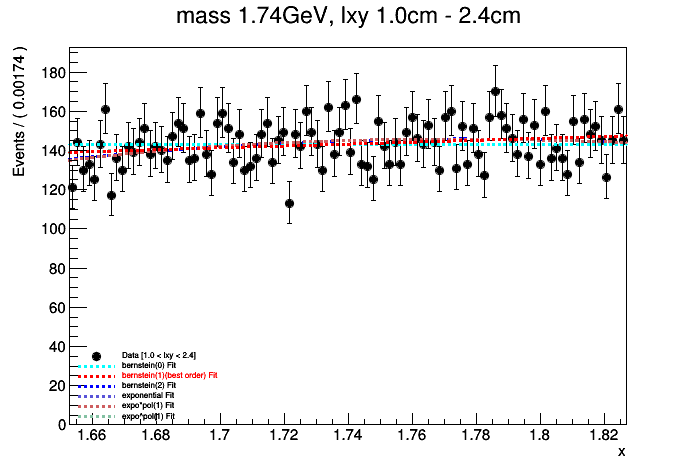 mass 1.74GeV, lxy 1.0cm - 2.4cm
Events / ( 0.00174 )
180
160
140
120
100
80
60
40
20
0
Data [1.0 < lxy < 2.4]
bernstein(0) Fit
bernstein(1)(best order) Fit
bernstein(2) Fit
exponential Fit
expo*pol(1) Fit
expo*pol(1) Fit
1.66 1.68 1.7 1.72 1.74 1.76 1.78 1.8 1.82
x